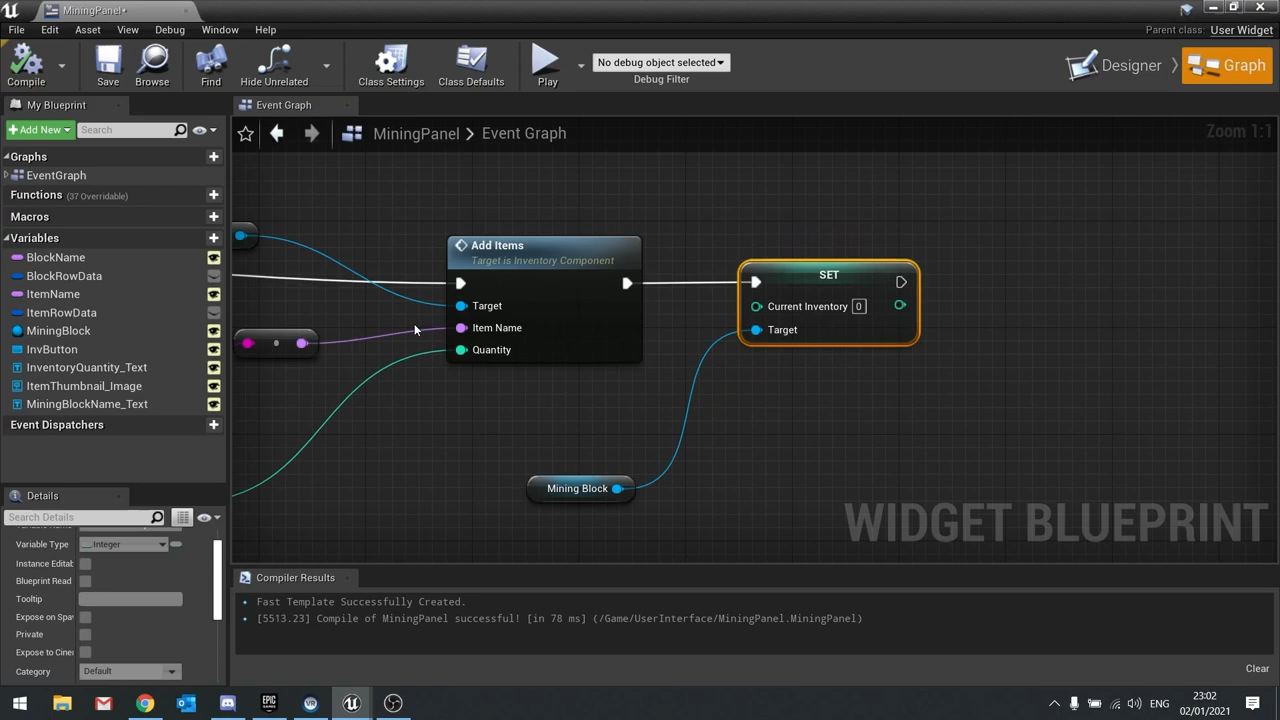 MiningPanel*
File Edit Asset View Debug Window Help
Parent class: User Widget
Compile
Save
Browse
Find
Hide Unrelated
Class Settings
Class Defaults
Play
No debug object selected
Debug Filter
Designer
Graph
My Blueprint
Event Graph
Add New
Search
MiningPanel > Event Graph
Zoom 1:1
Graphs
EventGraph
Functions (37 Overridable)
Macros
Variables
BlockName
BlockRowData
ItemName
ItemRowData
MiningBlock
InvButton
InventoryQuantity_Text
ItemThumbnail_Image
MiningBlockName_Text
Event Dispatchers
Add Items
Target is Inventory Component
Target
Item Name
Quantity
SET
Current Inventory 0
Target
Mining Block
WIDGET BLUEPRINT
Details
Search Details
Variable Type Integer
Instance Editab
Blueprint Read
Tooltip
Expose on Spa
Private
Expose to Cine
Category Default
Compiler Results
Fast Template Successfully Created.
[5513.23] Compile of MiningPanel successful! [in 78 ms] (/Game/UserInterface/MiningPanel.MiningPanel)
Clear
EPIC
GAMES
VR
ENG
23:02
02/01/2021